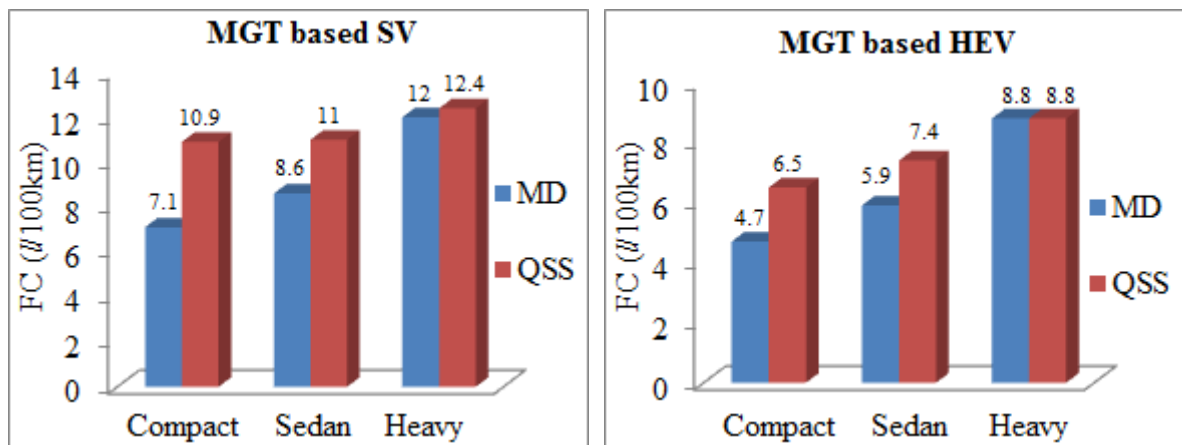 MGT based SV
FC (l/100km)
14
12
10
8
6
4
2
0
7.1
10.9
8.6
11
12
12.4
Compact Sedan Heavy
MD
QSS
MGT based HEV
FC (l/100km)
10
8
6
4
2
0
4.7
6.5
5.9
7.4
8.8
8.8
Compact Sedan Heavy
MD
QSS